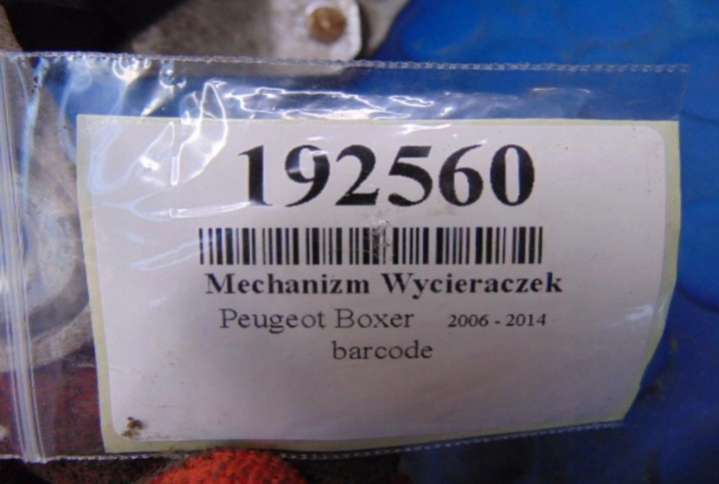 192560
Mechanizm Wycieraczek
Peugeot Boxer 2006 - 2014
barcode